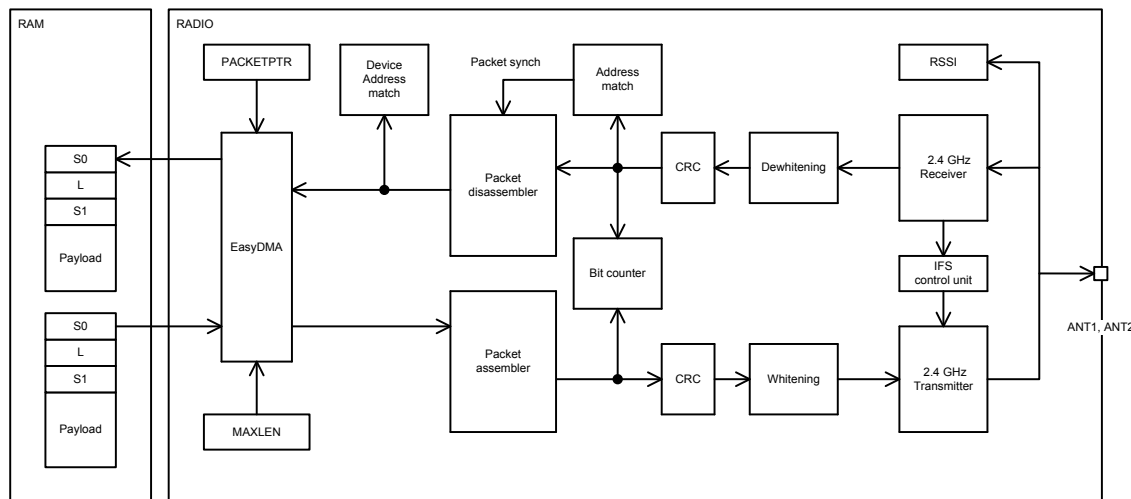 RAM
RADIO
PACKETPTR
Device
Address
match
Packet synch
Address
match
RSSI
S0
L
S1
Payload
EasyDMA
Packet
disassembler
CRC
Dewhitening
2.4 GHz
Receiver
Bit counter
IFS
control unit
ANT1, ANT2
S0
L
S1
Payload
Packet
assembler
CRC
Whitening
2.4 GHz
Transmitter
MAXLEN